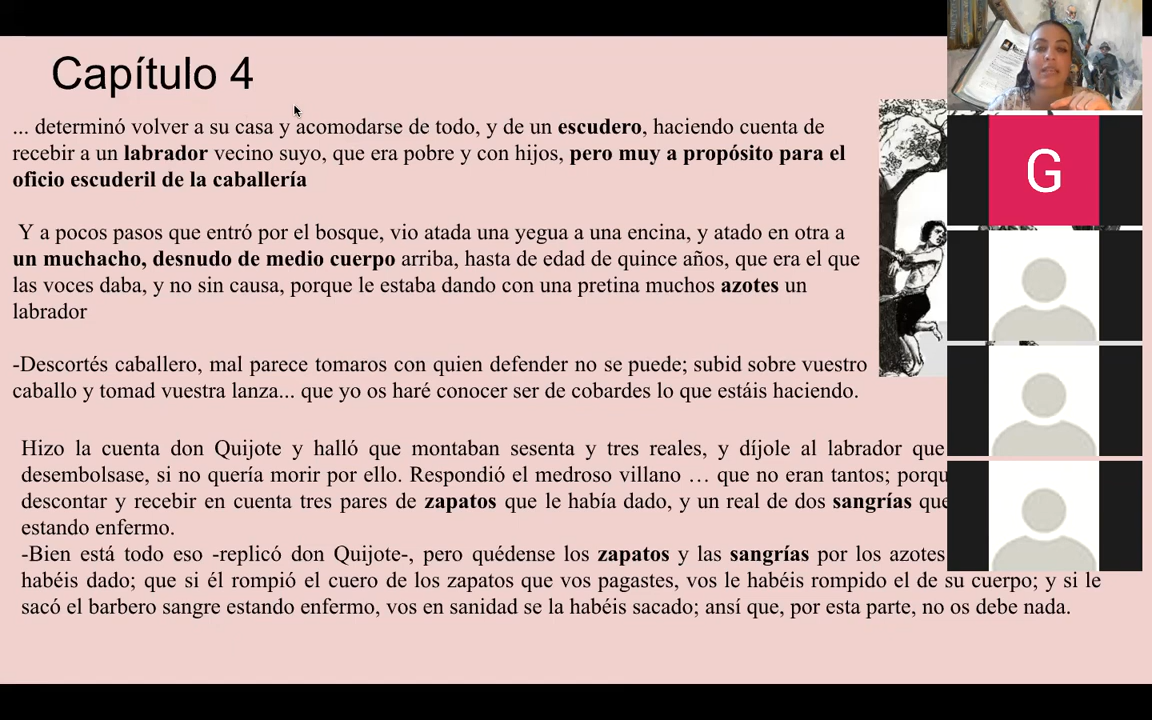 Capítulo 4
... determinó volver a su casa y acomodarse de todo, y de un escudero, haciendo cuenta de
recebir a un labrador vecino suyo, que era pobre y con hijos, pero muy a propósito para el
oficio escuderil de la caballería
Y a pocos pasos que entró por el bosque, vio atada una yegua a una encina, y atado en otra a
un muchacho, desnudo de medio cuerpo arriba, hasta de edad de quince años, que era el que
las voces daba, y no sin causa, porque le estaba dando con una pretina muchos azotes un
labrador
-Descortés caballero, mal parece tomaros con quien defender no se puede; subid sobre vuestro
caballo y tomad vuestra lanza... que yo os haré conocer ser de cobardes lo que estáis haciendo.
Hizo la cuenta don Quijote y halló que montaban sesenta y tres reales, y díjole al labrador que
desembolsase, si no quería morir por ello. Respondió el medroso villano … que no eran tantos;
descontar y recebir en cuenta tres pares de zapatos que le había dado, y un real de dos sangrías que
estando enfermo.
-Bien está todo eso -replicó don Quijote-, pero quédense los zapatos y las sangrías por los azotes
habéis dado; que si él rompió el cuero de los zapatos que vos pagastes, vos le habéis rompido el de su cuerpo; y si le
sacó el barbero sangre estando enfermo, vos en sanidad se la habéis sacado; ansí que, por esta parte, no os debe nada.
G